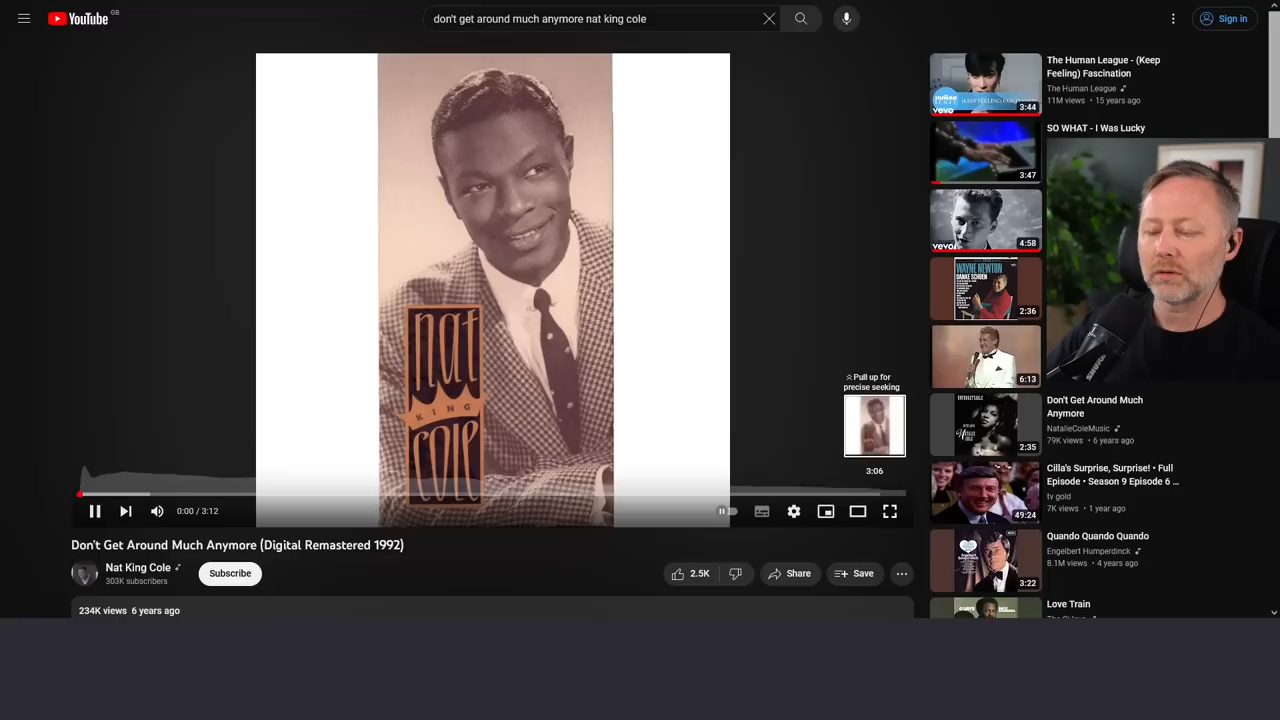 YouTube GB
don't get around much anymore nat king cole
Sign in
nat
KING
cole
Pull up for
precise seeking
3:06
0:00 / 3:12
Don't Get Around Much Anymore (Digital Remastered 1992)
Nat King Cole
303K subscribers
Subscribe
2.5K
Share
Save
234K views 6 years ago
The Human League - (Keep
Feeling) Fascination
The Human League
11M views • 15 years ago
vevo
3:44
SO WHAT - I Was Lucky
3:47
vevo
4:58
WAYNE NEWTON
DANKE SCHOEN
2:36
6:13
Don't Get Around Much
Anymore
NatalieColeMusic
79K views • 6 years ago
2:35
Cilla's Surprise, Surprise! • Full
Episode • Season 9 Episode 6 ...
tv gold
7K views • 1 year ago
49:24
Quando Quando Quando
Engelbert Humperdinck
8.1M views • 4 years ago
3:22
Love Train